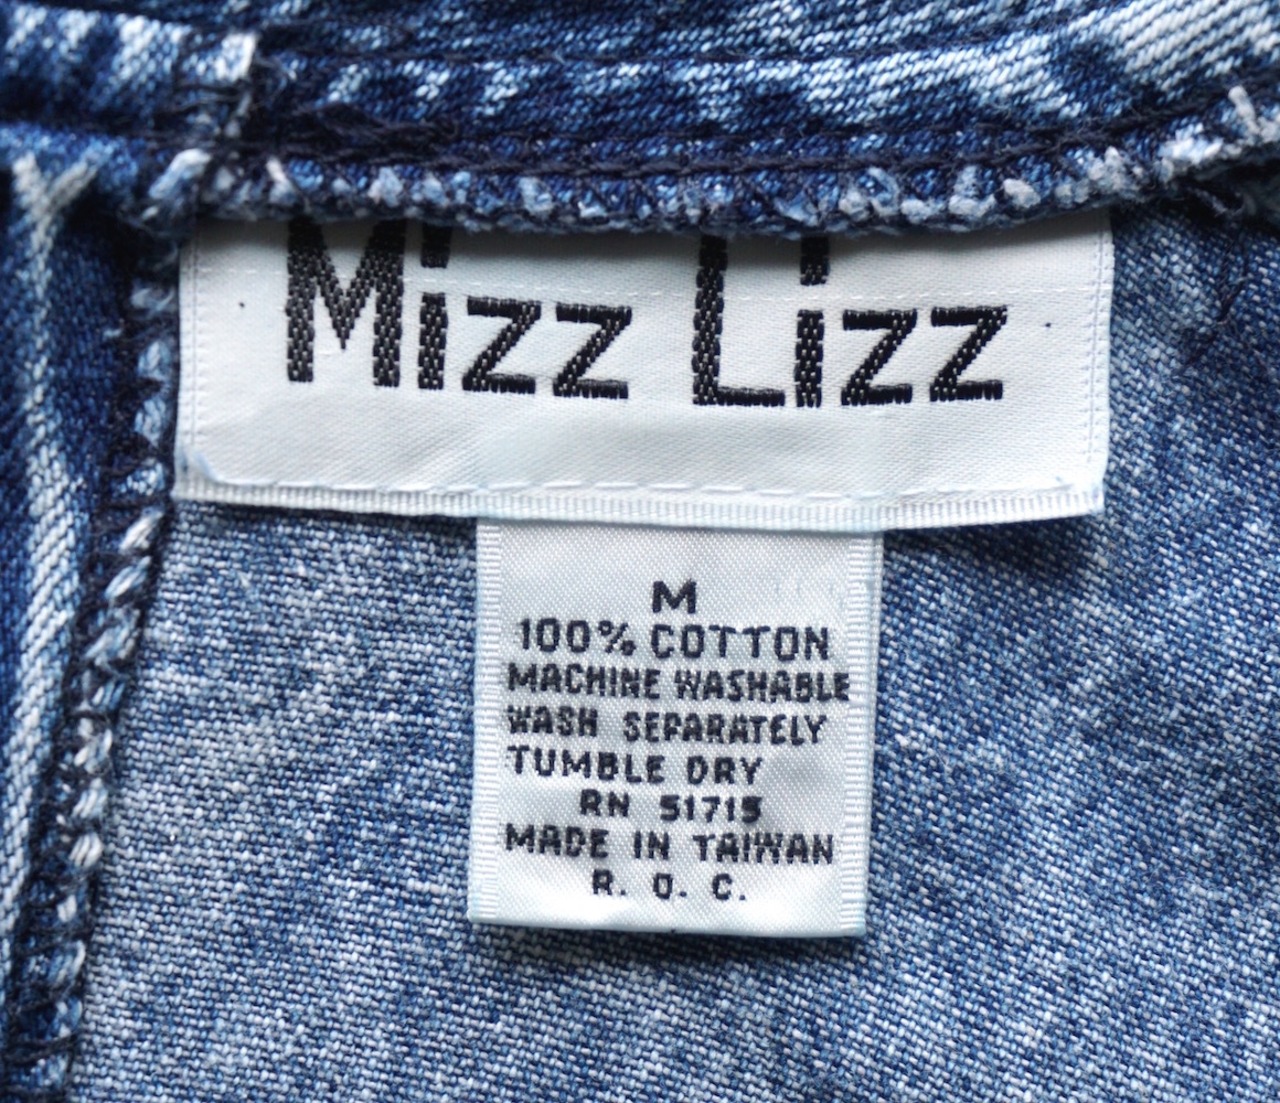 Mizz Lizz
M
100% COTTON
MACHINE WASHABLE
WASH SEPARATELY
TUMBLE DRY
RN 51715
MADE IN TAIWAN
R. O. C.